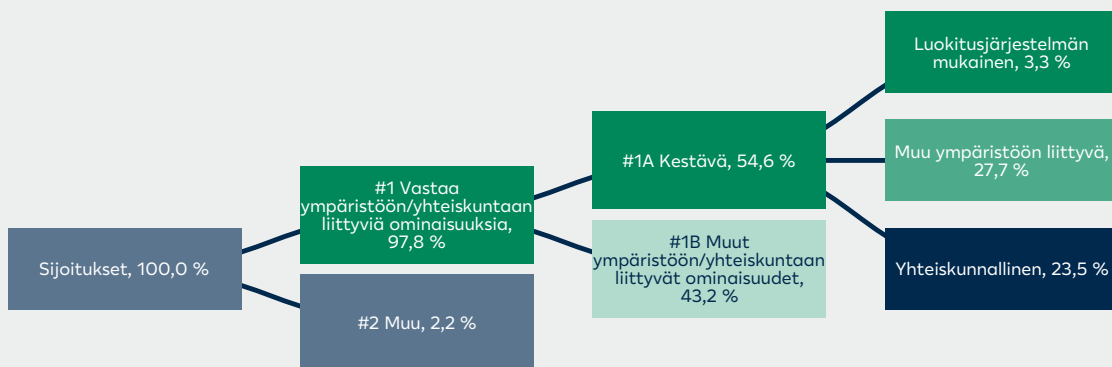 Sijoitukset, 100,0 %
#1 Vastaa
ympäristöön/yhteiskuntaan
liittyviä ominaisuuksia,
97,8 %
#2 Muu, 2,2 %
#1A Kestävä, 54,6 %
#1B Muut
ympäristöön/yhteiskuntaan
liittyvät ominaisuudet,
43,2 %
Luokitusjärjestelmän
mukainen, 3,3 %
Muu ympäristöön liittyvä,
27,7 %
Yhteiskunnallinen, 23,5 %